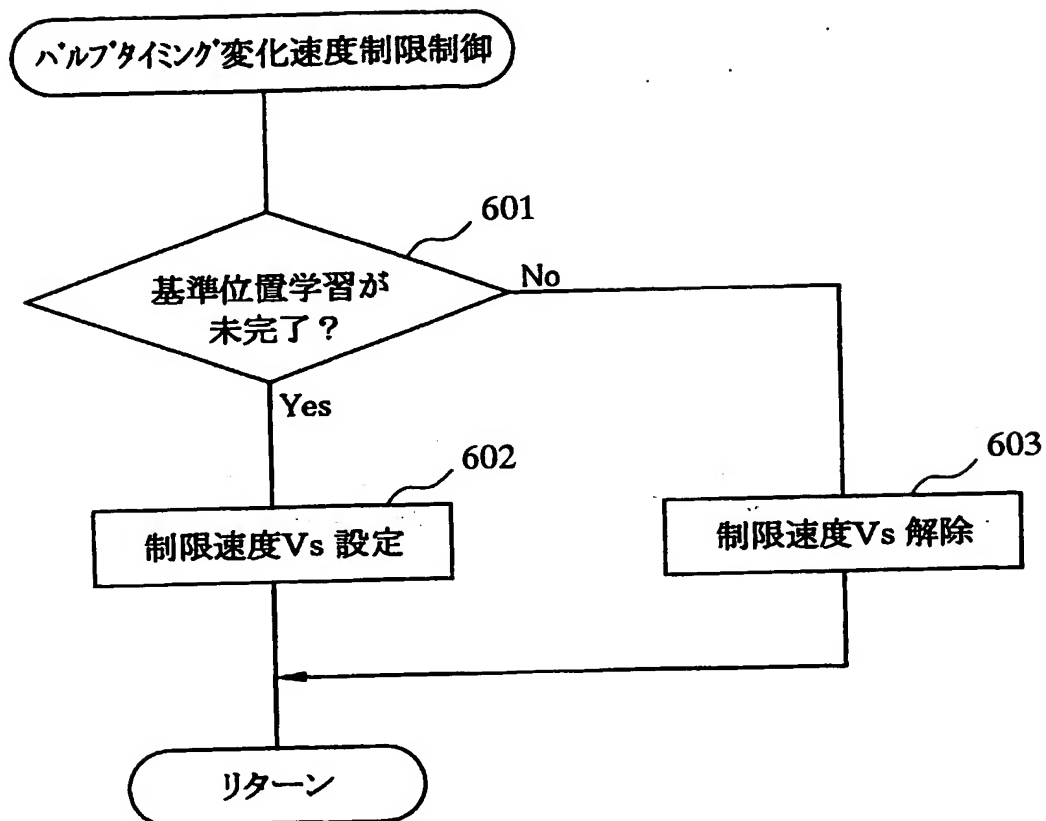 バルブタイミング変化速度制限制御
601
基準位置学習が
未完了？
No
Yes
602
制限速度Vs 設定
603
制限速度Vs 解除
リターン